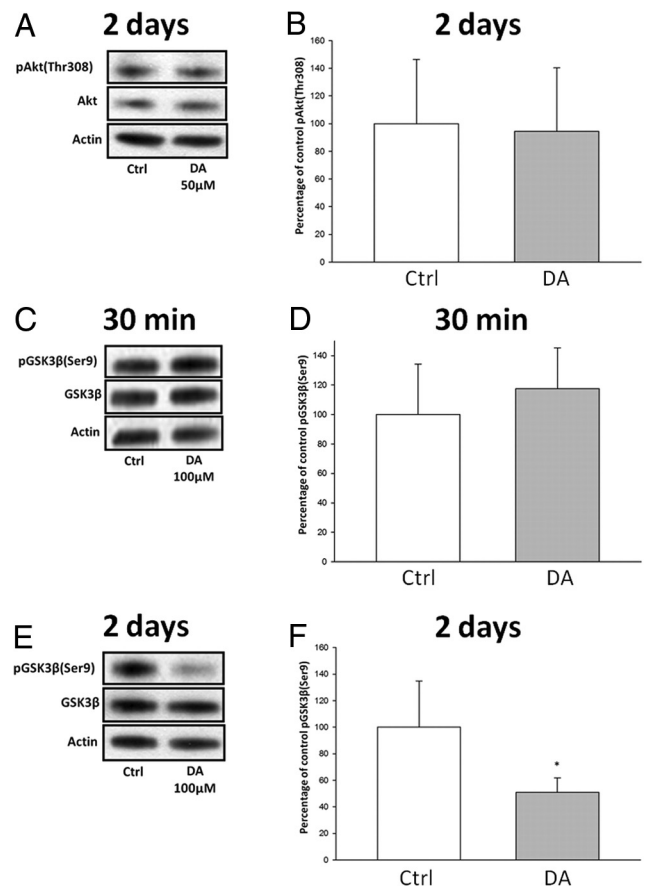 A
2 days
pAkt(Thr308)
Akt
Actin
Ctrl DA
50μM
B
2 days
Percentage of control pAkt(Thr308)
160
140
120
100
80
60
40
20
0
Ctrl DA
C
30 min
pGSK3β(Ser9)
GSK3β
Actin
Ctrl DA
100μM
D
30 min
Percentage of control pGSK3β(Ser9)
140
120
100
80
60
40
20
0
Ctrl DA
E
2 days
pGSK3β(Ser9)
GSK3β
Actin
Ctrl DA
100μM
F
2 days
Percentage of control pGSK3β(Ser9)
160
140
120
100
80
60
40
20
0
*
Ctrl DA